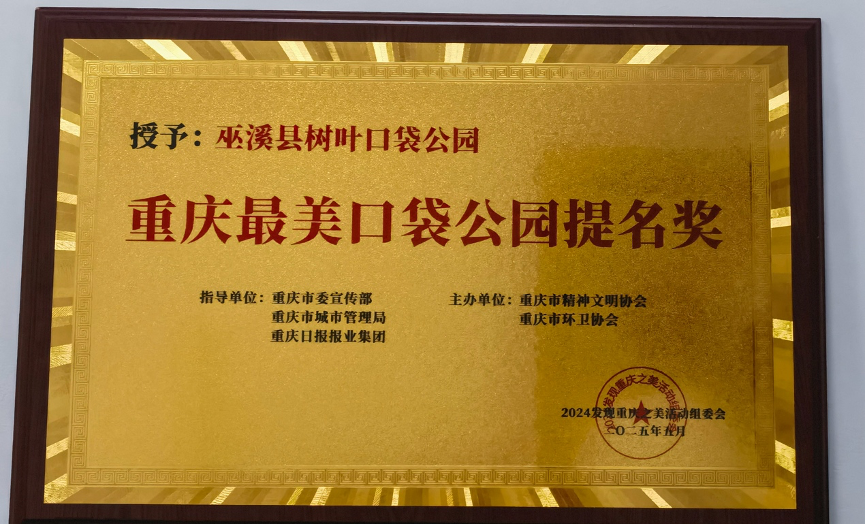 授予：巫溪县树叶口袋公园
重庆最美口袋公园提名奖
指导单位：重庆市委宣传部
重庆市城市管理局
重庆日报报业集团
主办单位：重庆市精神文明协会
重庆市环卫协会
2024发现重庆之美活动组委会
二〇二五年五月